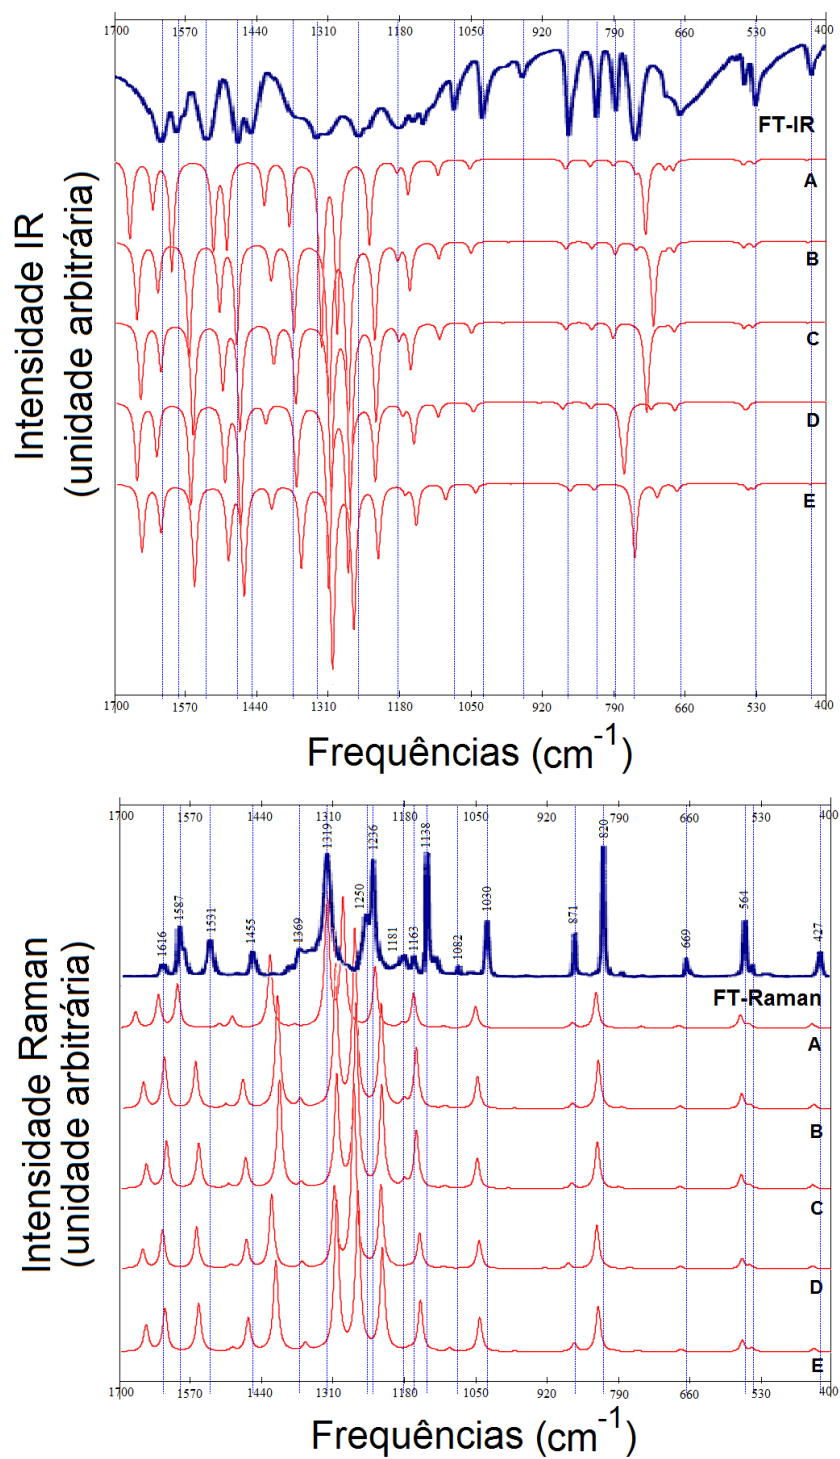 1700 1570 1440 1310 1180 1050 920 790 660 530 400
FT-IR
A
B
C
D
E
Intensidade IR
(unidade arbitrária)
1700 1570 1440 1310 1180 1050 920 790 660 530 400
Frequências (cm-1)
1700 1570 1440 1310 1180 1050 920 790 660 530 400
1616 1587 1531 1455 1369 1319 1250 1236 1181 1163 1138 1082 1030 871 820 669 564 427
FT-Raman
A
B
C
D
E
Intensidade Raman
(unidade arbitrária)
1700 1570 1440 1310 1180 1050 920 790 660 530 400
Frequências (cm-1)